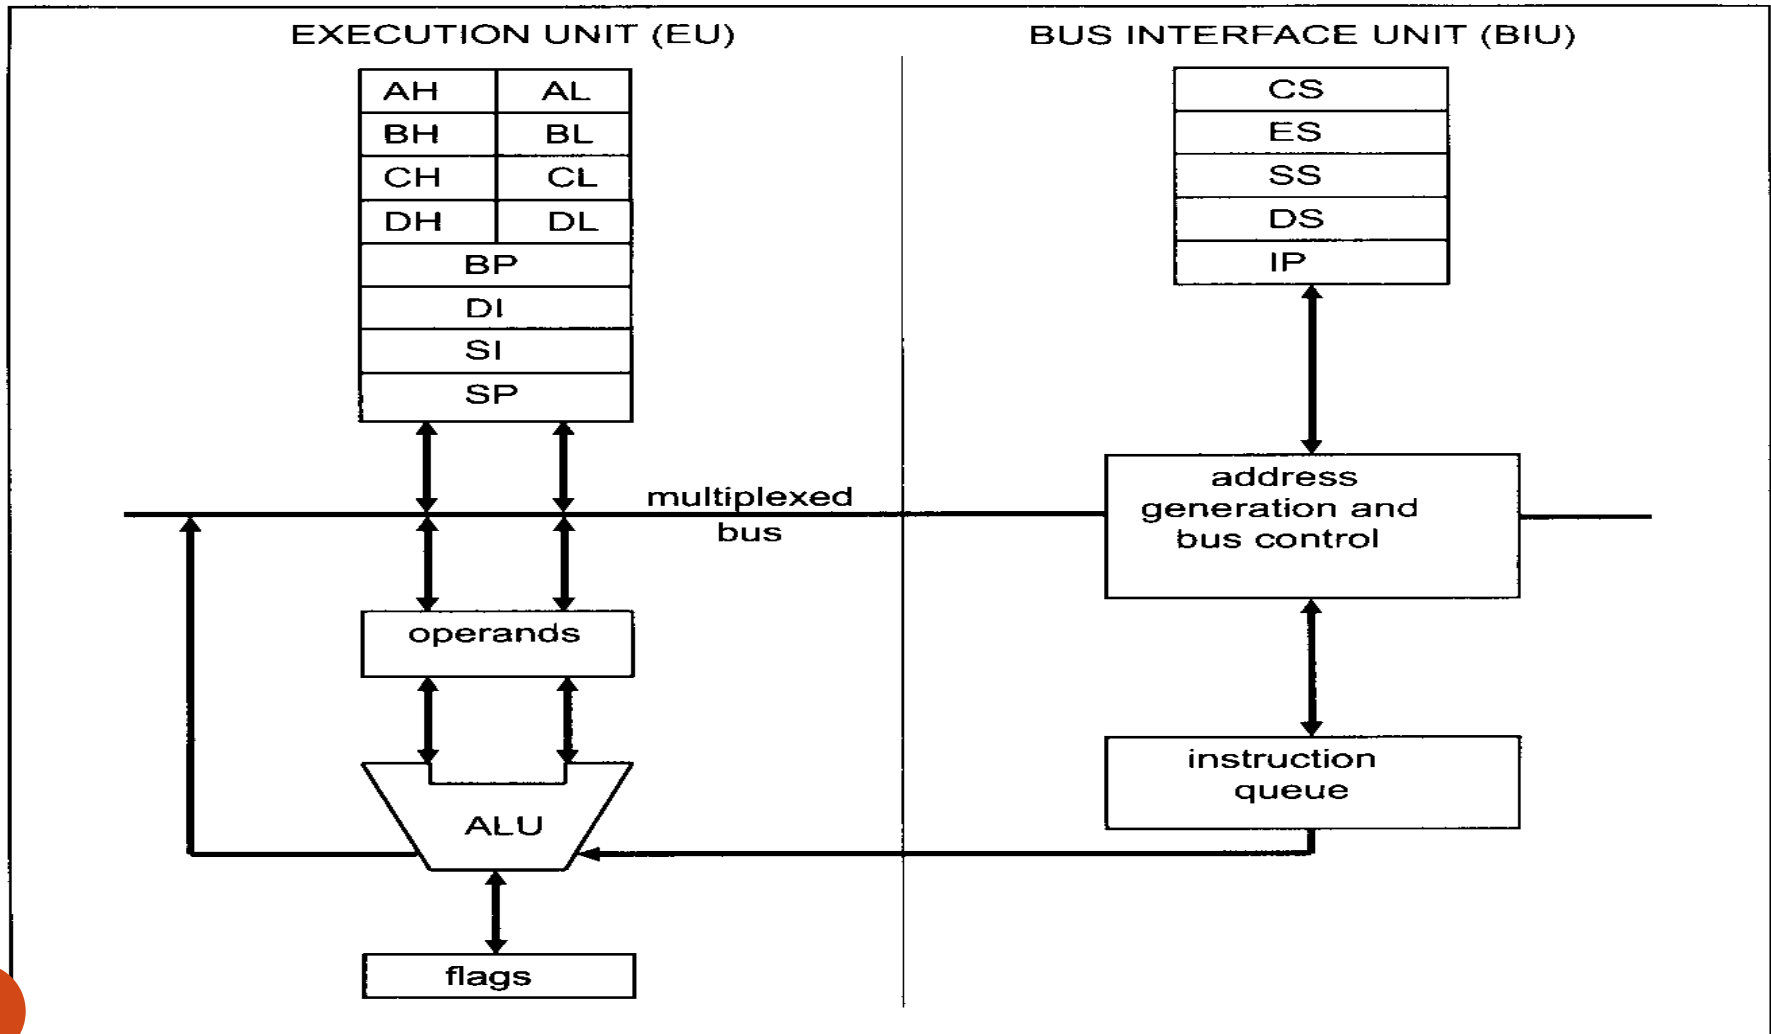 EXECUTION UNIT (EU)
BUS INTERFACE UNIT (BIU)
AH AL
BH BL
CH CL
DH DL
BP
DI
SI
SP
CS
ES
SS
DS
IP
multiplexed
bus
address
generation and
bus control
operands
instruction
queue
ALU
flags